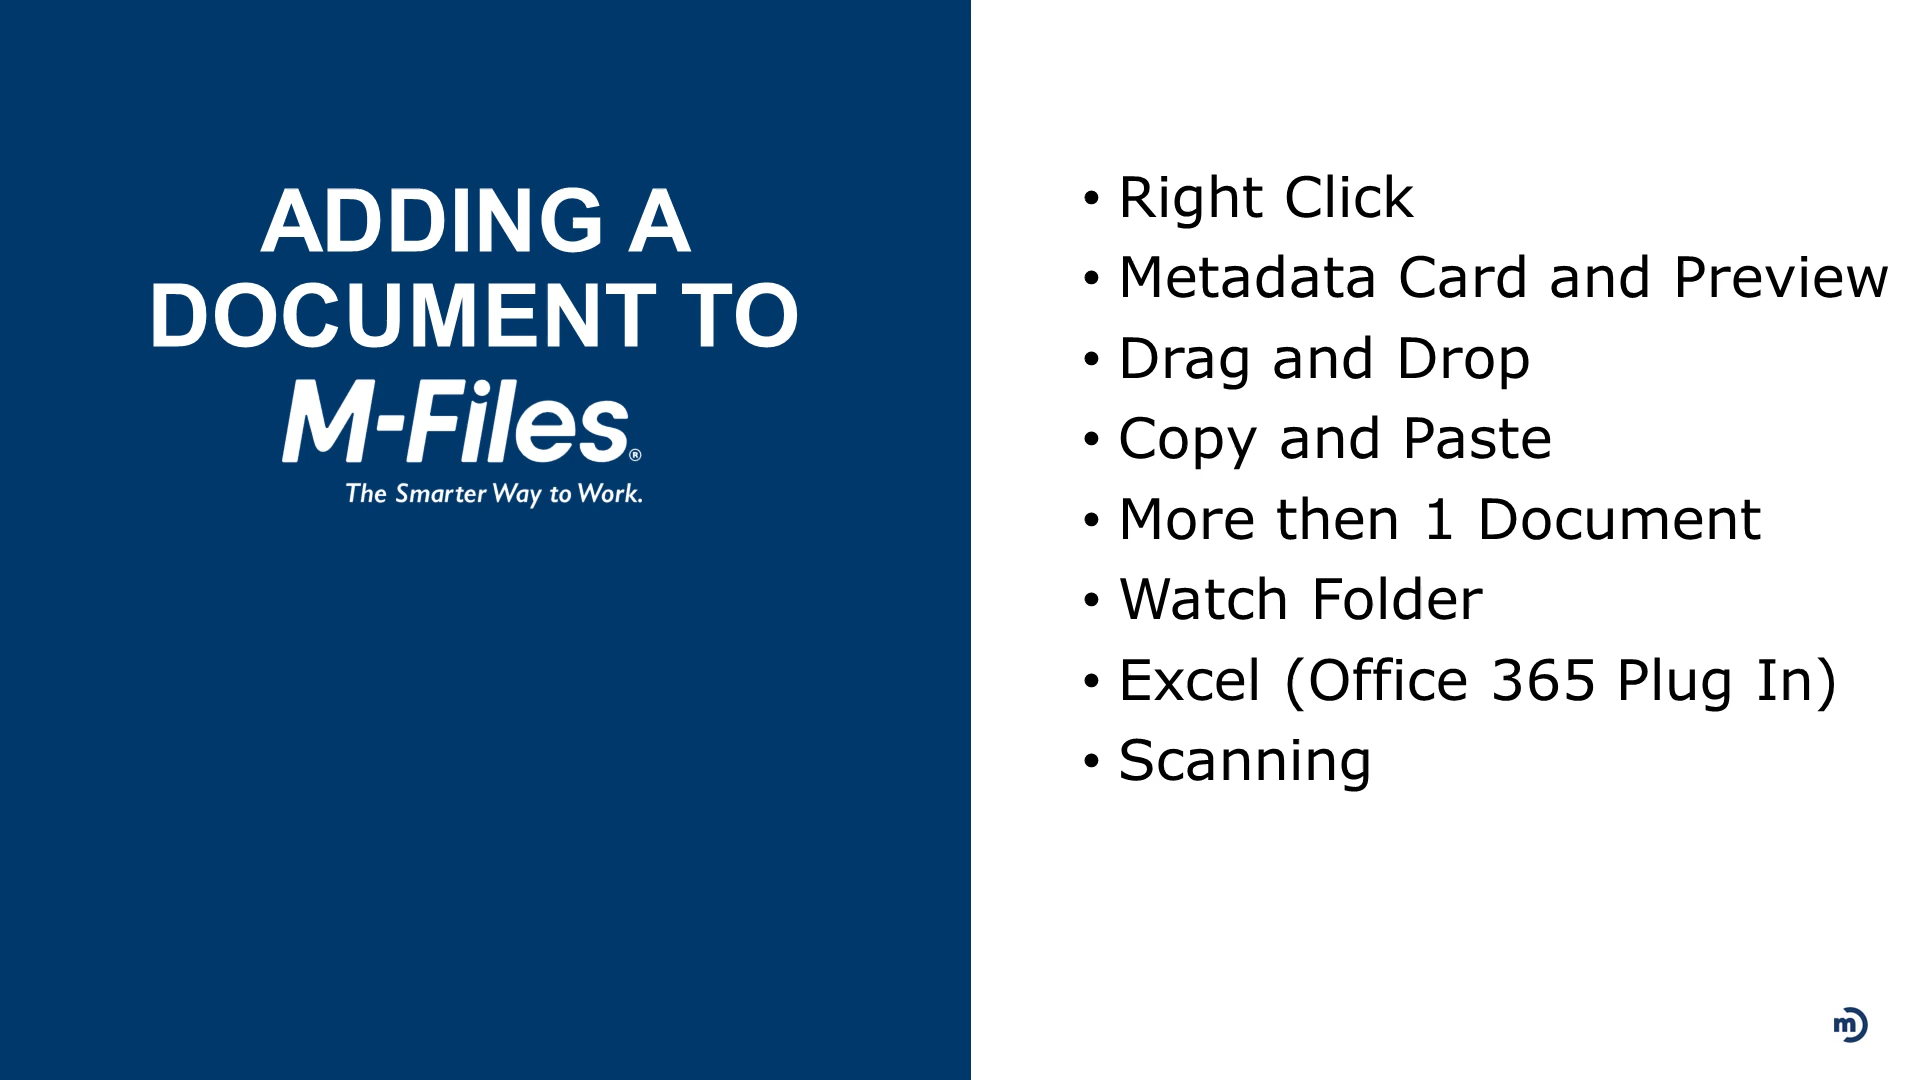 ADDING A
DOCUMENT TO
M-Files®
The Smarter Way to Work.
• Right Click
• Metadata Card and Preview
• Drag and Drop
• Copy and Paste
• More then 1 Document
• Watch Folder
• Excel (Office 365 Plug In)
• Scanning
m